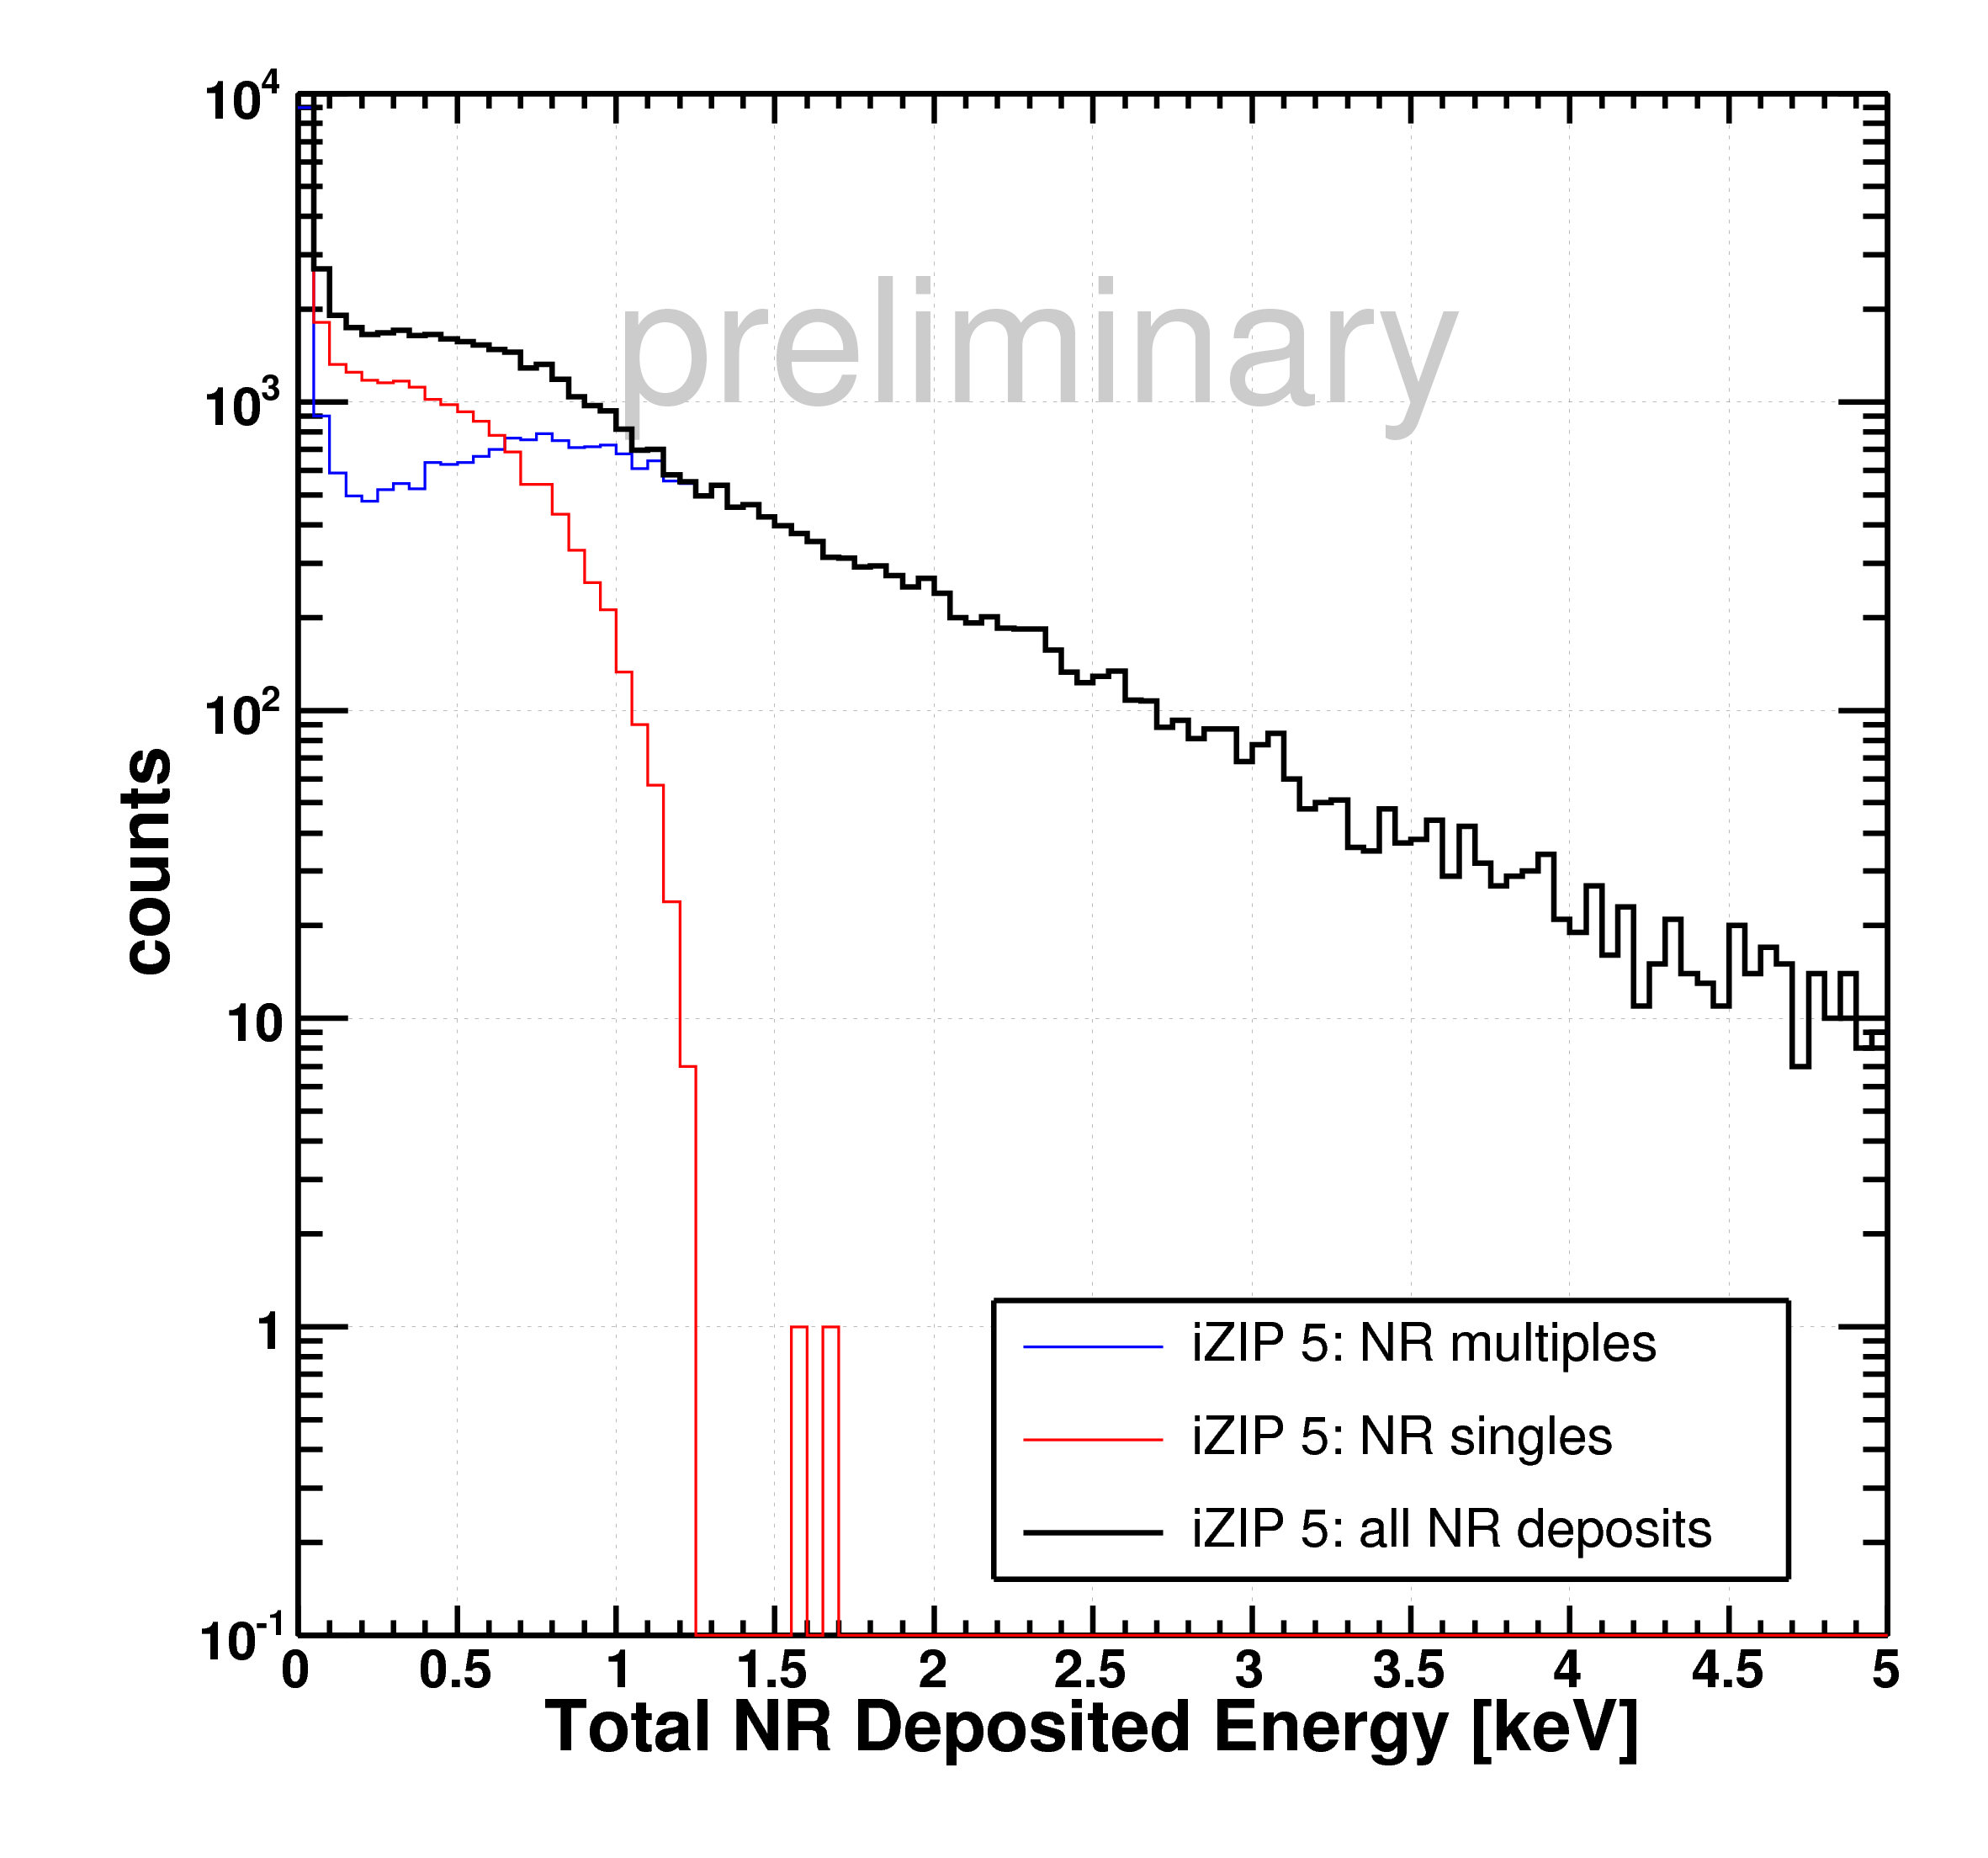 10^4
preliminary
10^3
10^2
counts
10
1
iZIP 5: NR multiples
iZIP 5: NR singles
iZIP 5: all NR deposits
10^-1
0 0.5 1 1.5 2 2.5 3 3.5 4 4.5 5
Total NR Deposited Energy [keV]